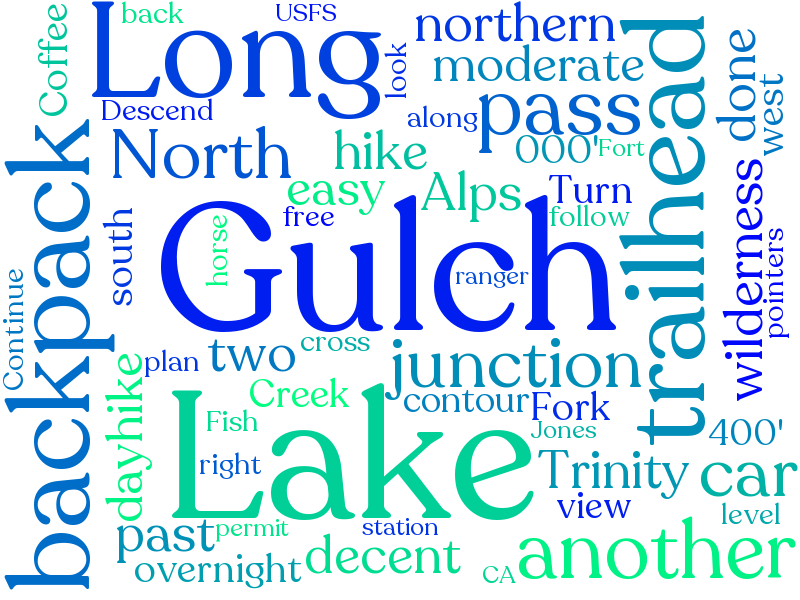 back
USFS
Coffee
Long
look
northern
trailhead
done
moderate
Descend
along
pass
west
backpack
North
hike
000'
Fort
easy
Alps
Turn
wilderness
south
horse
free
follow
Gulch
pointers
Continue
ranger
plan
two
cross
junction
dayhike
Creek
contour
Fork
Lake
Fish
Jones
400'
right
Trinity
car
view
level
past
permit
station
overnight
decent
CA
another